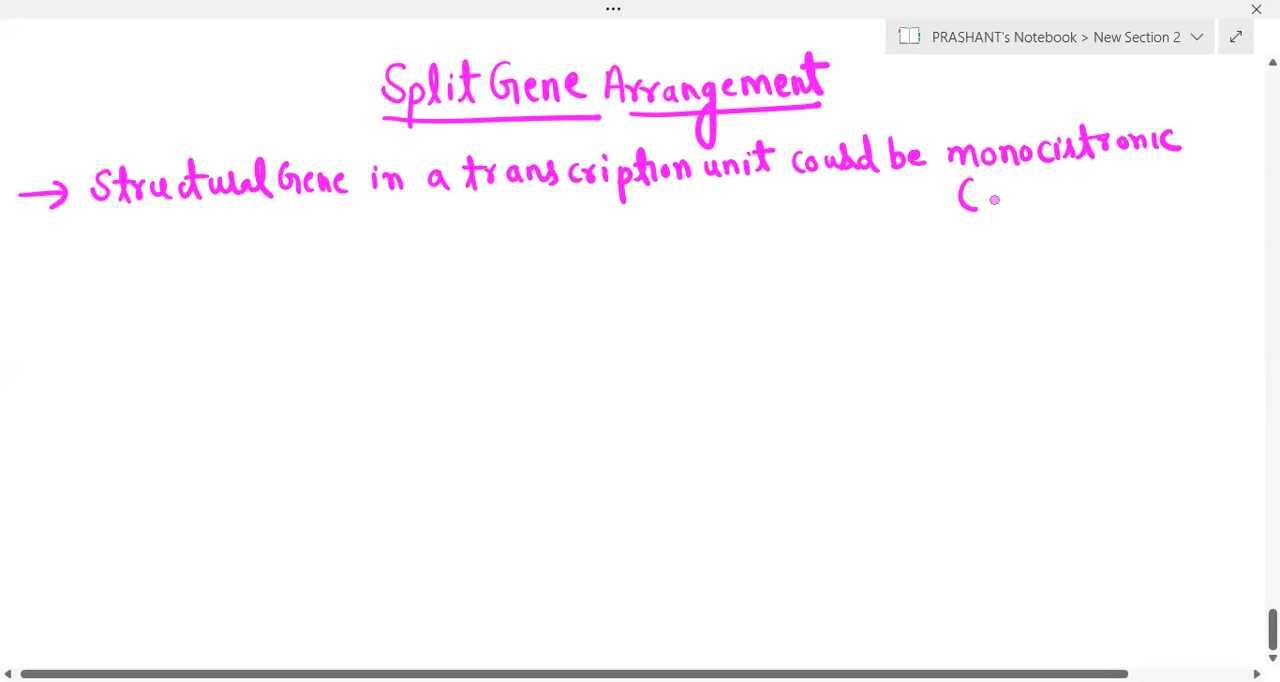 PRASHANT's Notebook > New Section 2
Split Gene Arrangement
→ Structural Gene in a transcription unit could be monocistronic
(